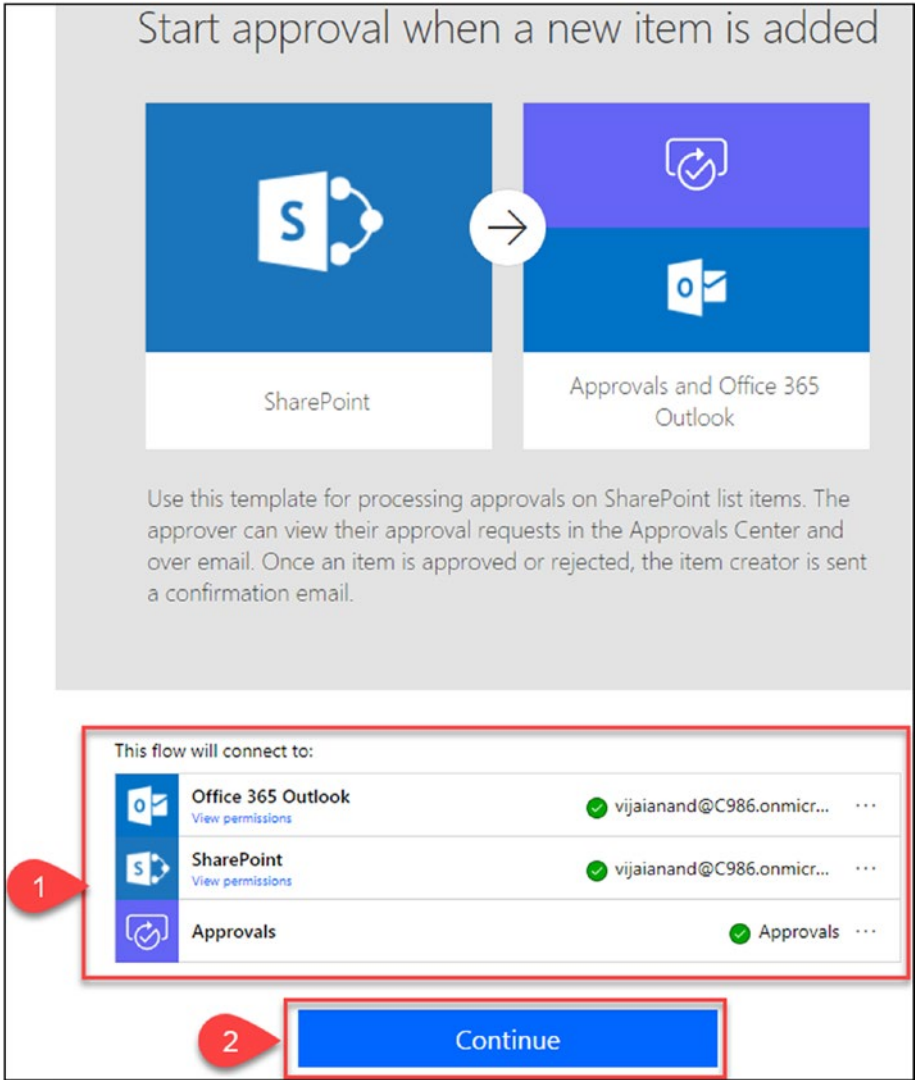 Start approval when a new item is added
S
O
SharePoint
Approvals and Office 365
Outlook
Use this template for processing approvals on SharePoint list items. The
approver can view their approval requests in the Approvals Center and
over email. Once an item is approved or rejected, the item creator is sent
a confirmation email.
This flow will connect to:
O
Office 365 Outlook
View permissions
vijaianand@C986.onmicr... ...
S
SharePoint
View permissions
vijaianand@C986.onmicr... ...
1
Approvals
Approvals ...
2
Continue